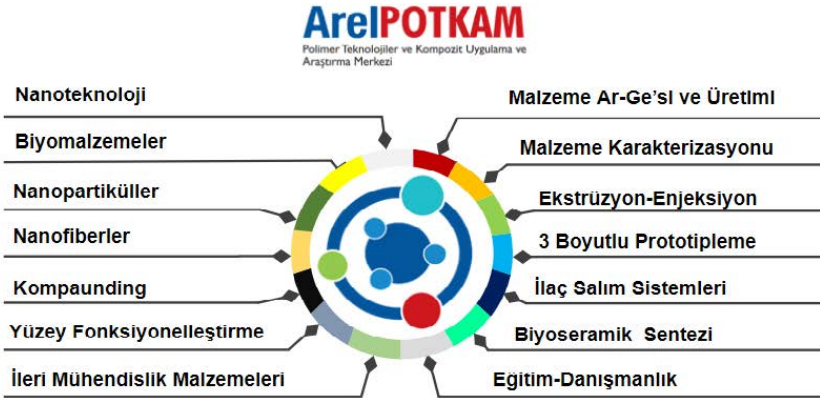 ArelPOTKAM
Polimer Teknolojiler ve Kompozit Uygulama ve
Araştırma Merkezi
Nanoteknoloji
Biyomalzemeler
Nanopartiküller
Nanofiberler
Kompaunding
Yüzey Fonksiyonelleştirme
İleri Mühendislik Malzemeleri
Malzeme Ar-Ge'si ve Üretimi
Malzeme Karakterizasyonu
Ekstrüzyon-Enjeksiyon
3 Boyutlu Prototipleme
İlaç Salım Sistemleri
Biyoseramik Sentezi
Eğitim-Danışmanlık